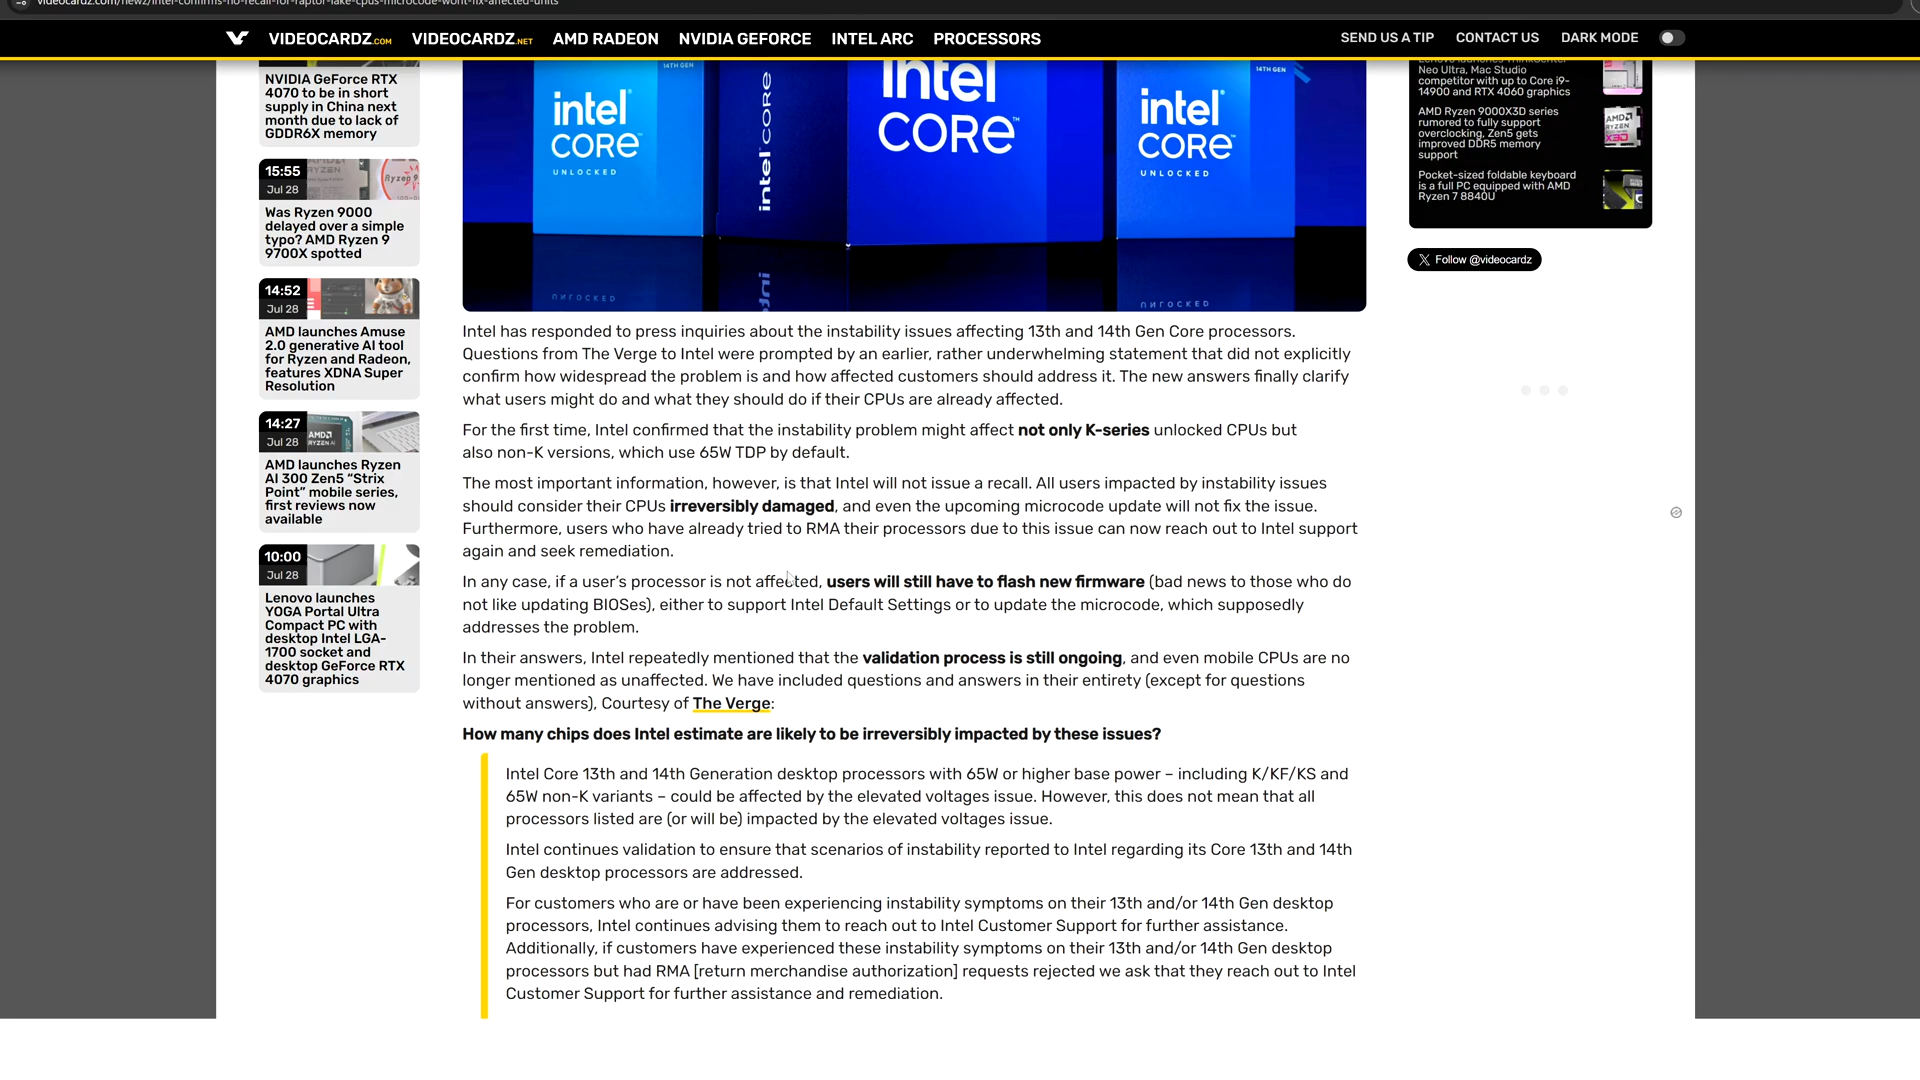 videocardz.com/newz/intel-confirms-no-recall-for-raptor-lake-cpus-microcode-wont-fix-affected-units
VIDEOCARDZ.COM
VIDEOCARDZ.NET
AMD RADEON
NVIDIA GEFORCE
INTEL ARC
PROCESSORS
SEND US A TIP
CONTACT US
DARK MODE
NVIDIA GeForce RTX
4070 to be in short
supply in China next
month due to lack of
GDDR6X memory
15:55
Jul 28
Was Ryzen 9000
delayed over a simple
typo? AMD Ryzen 9
9700X spotted
14:52
Jul 28
AMD launches Amuse
2.0 generative AI tool
for Ryzen and Radeon,
features XDNA Super
Resolution
14:27
Jul 28
AMD launches Ryzen
AI 300 Zen5 “Strix
Point” mobile series,
first reviews now
available
10:00
Jul 28
Lenovo launches
YOGA Portal Ultra
Compact PC with
desktop Intel LGA-
1700 socket and
desktop GeForce RTX
4070 graphics
14TH GEN
intel
CORE
UNLOCKED
intel CORE
intel
CORE
14TH GEN
intel
CORE
UNLOCKED
Intel has responded to press inquiries about the instability issues affecting 13th and 14th Gen Core processors.
Questions from The Verge to Intel were prompted by an earlier, rather underwhelming statement that did not explicitly
confirm how widespread the problem is and how affected customers should address it. The new answers finally clarify
what users might do and what they should do if their CPUs are already affected.
For the first time, Intel confirmed that the instability problem might affect not only K-series unlocked CPUs but
also non-K versions, which use 65W TDP by default.
The most important information, however, is that Intel will not issue a recall. All users impacted by instability issues
should consider their CPUs irreversibly damaged, and even the upcoming microcode update will not fix the issue.
Furthermore, users who have already tried to RMA their processors due to this issue can now reach out to Intel support
again and seek remediation.
In any case, if a user’s processor is not affected, users will still have to flash new firmware (bad news to those who do
not like updating BIOSes), either to support Intel Default Settings or to update the microcode, which supposedly
addresses the problem.
In their answers, Intel repeatedly mentioned that the validation process is still ongoing, and even mobile CPUs are no
longer mentioned as unaffected. We have included questions and answers in their entirety (except for questions
without answers), Courtesy of The Verge:
How many chips does Intel estimate are likely to be irreversibly impacted by these issues?
Intel Core 13th and 14th Generation desktop processors with 65W or higher base power – including K/KF/KS and
65W non-K variants – could be affected by the elevated voltages issue. However, this does not mean that all
processors listed are (or will be) impacted by the elevated voltages issue.
Intel continues validation to ensure that scenarios of instability reported to Intel regarding its Core 13th and 14th
Gen desktop processors are addressed.
For customers who are or have been experiencing instability symptoms on their 13th and/or 14th Gen desktop
processors, Intel continues advising them to reach out to Intel Customer Support for further assistance.
Additionally, if customers have experienced these instability symptoms on their 13th and/or 14th Gen desktop
processors but had RMA [return merchandise authorization] requests rejected we ask that they reach out to Intel
Customer Support for further assistance and remediation.
Lenovo launches ThinkCenter
Neo Ultra, Mac Studio
competitor with up to Core i9-
14900 and RTX 4060 graphics
AMD Ryzen 9000X3D series
rumored to fully support
overclocking, Zen5 gets
improved DDR5 memory
support
Pocket-sized foldable keyboard
is a full PC equipped with AMD
Ryzen 7 8840U
Follow @videocardz